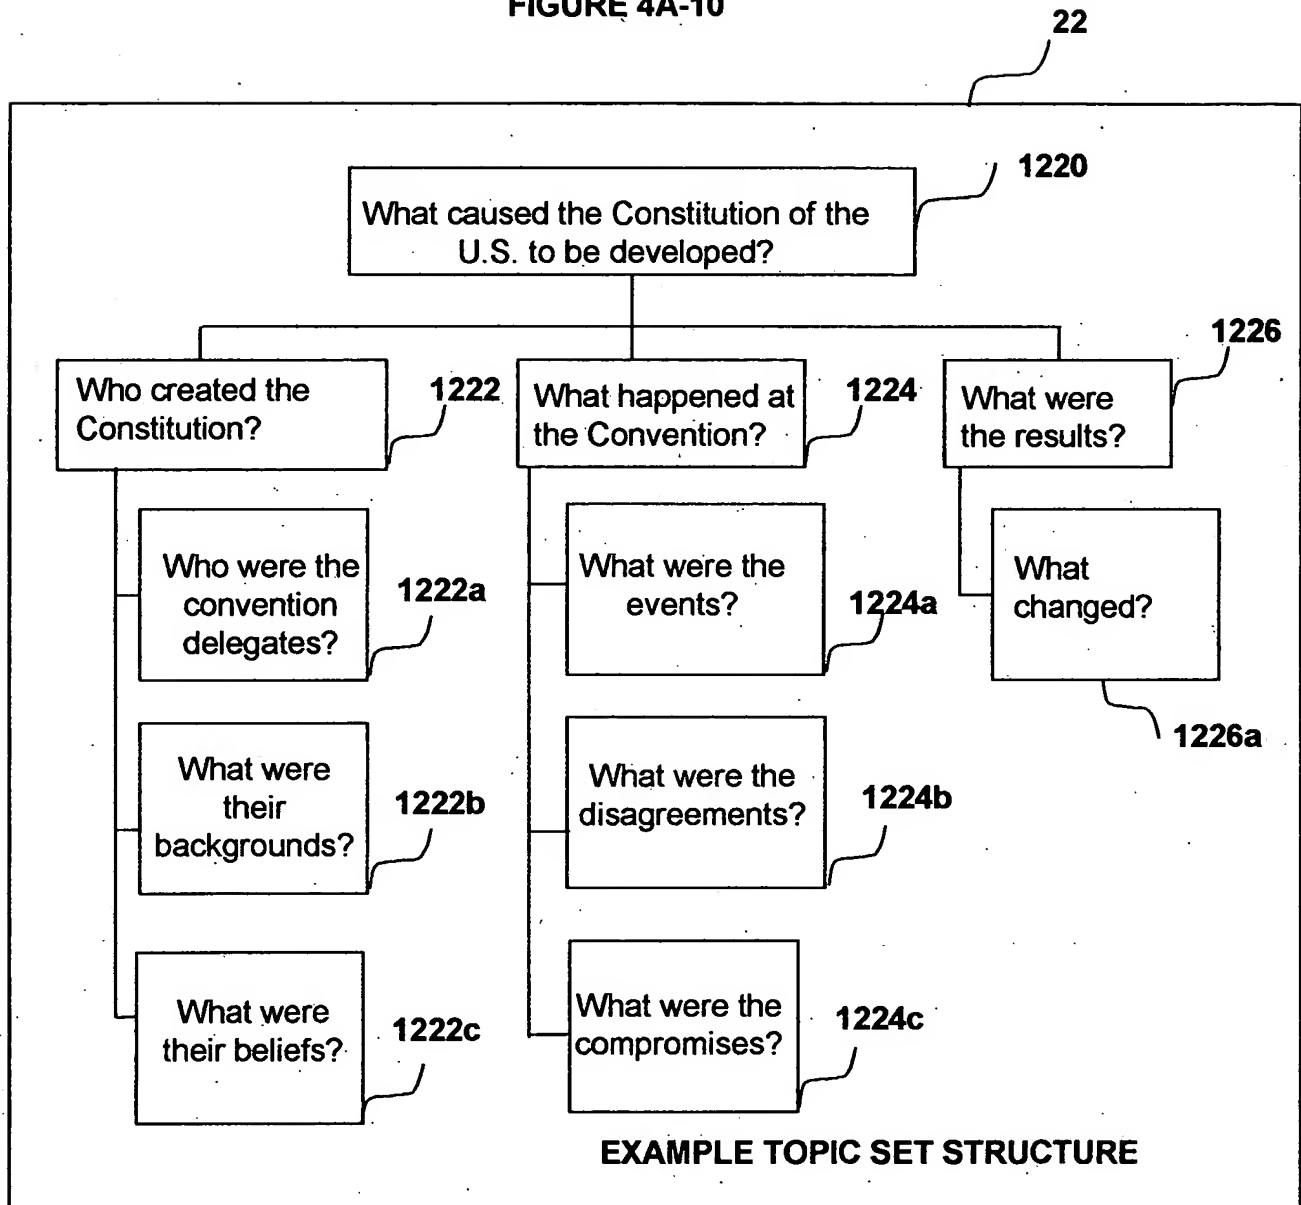 FIGURE 4A-10
22
1220
What caused the Constitution of the
U.S. to be developed?
1226
Who created the
Constitution?
1222
What happened at
the Convention?
1224
What were
the results?
Who were the
convention
delegates?
1222a
What were the
events?
1224a
What
changed?
1226a
What were
their
backgrounds?
1222b
What were the
disagreements?
1224b
What were
their beliefs?
1222c
What were the
compromises?
1224c
EXAMPLE TOPIC SET STRUCTURE